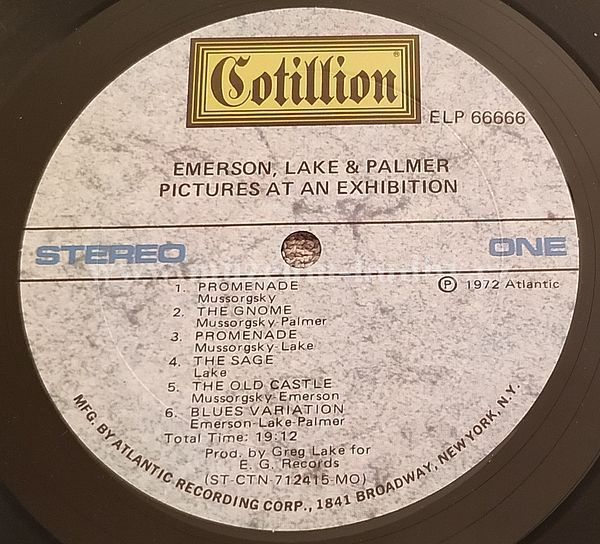 Cotillion®
ELP 66666
EMERSON, LAKE & PALMER
PICTURES AT AN EXHIBITION
STEREO
ONE
1. PROMENADE
Mussorgsky
℗ 1972 Atlantic
2. THE GNOME
Mussorgsky-Palmer
3. PROMENADE
Mussorgsky-Lake
4. THE SAGE
Lake
5. THE OLD CASTLE
Mussorgsky-Emerson
6. BLUES VARIATION
Emerson-Lake-Palmer
Total Time: 19:12
Prod. by Greg Lake for
E. G. Records
(ST-CTN-712415-MO)
MFG. BY ATLANTIC RECORDING CORP., 1841 BROADWAY, NEW YORK, N.Y.